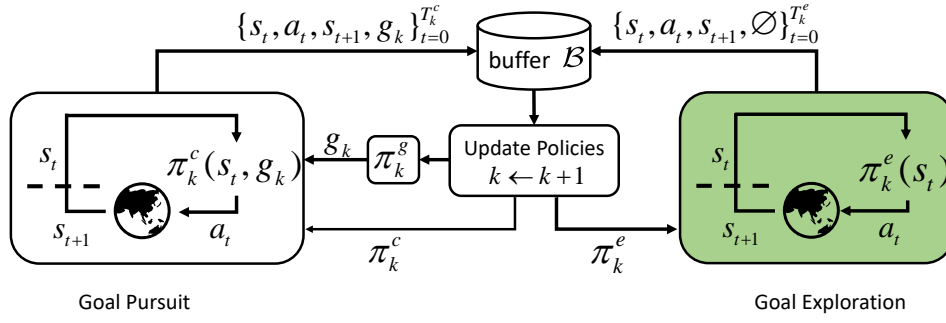 {s_t, a_t, s_{t+1}, g_k}_{t=0}^{T_k^c}
{s_t, a_t, s_{t+1}, ∅}_{t=0}^{T_k^e}
buffer ℬ
s_t
π_k^c(s_t, g_k)
s_{t+1}
a_t
g_k
π_k^g
Update Policies
k ← k+1
s_t
π_k^e(s_t)
s_{t+1}
a_t
π_k^c
π_k^e
Goal Pursuit
Goal Exploration